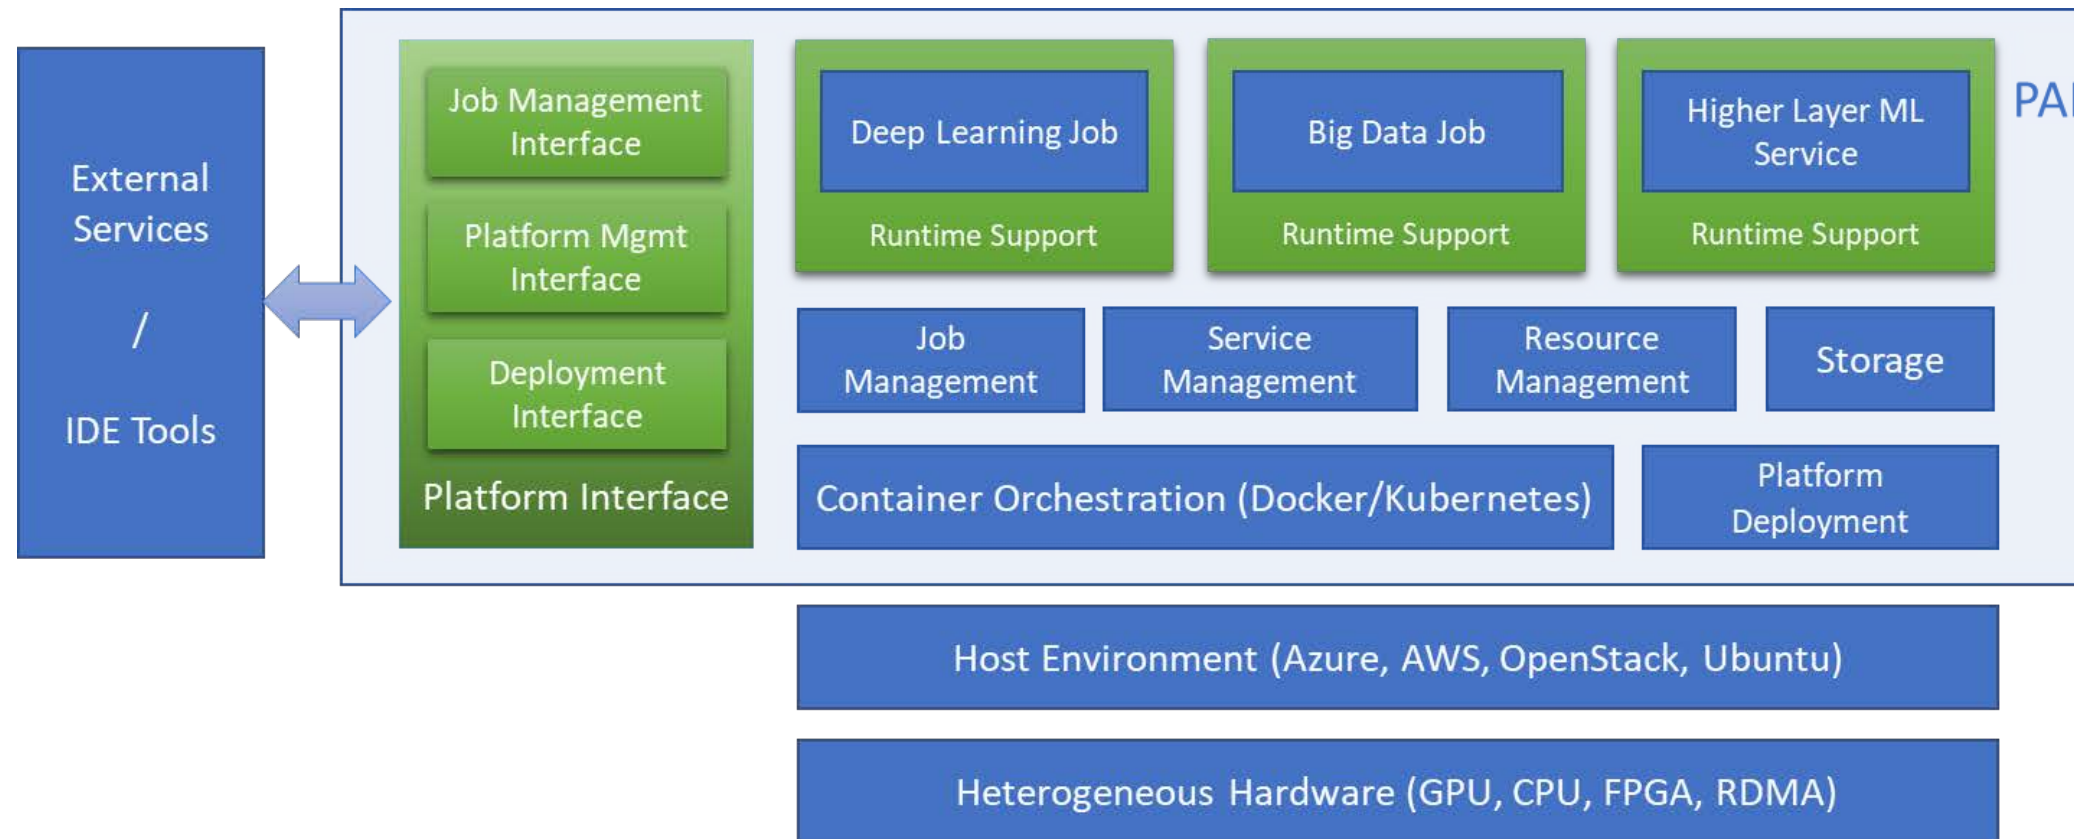 External
Services
/
IDE Tools
Job Management
Interface
Platform Mgmt
Interface
Deployment
Interface
Platform Interface
Deep Learning Job
Runtime Support
Big Data Job
Runtime Support
Higher Layer ML
Service
Runtime Support
Job
Management
Service
Management
Resource
Management
Storage
Container Orchestration (Docker/Kubernetes)
Platform
Deployment
Host Environment (Azure, AWS, OpenStack, Ubuntu)
Heterogeneous Hardware (GPU, CPU, FPGA, RDMA)